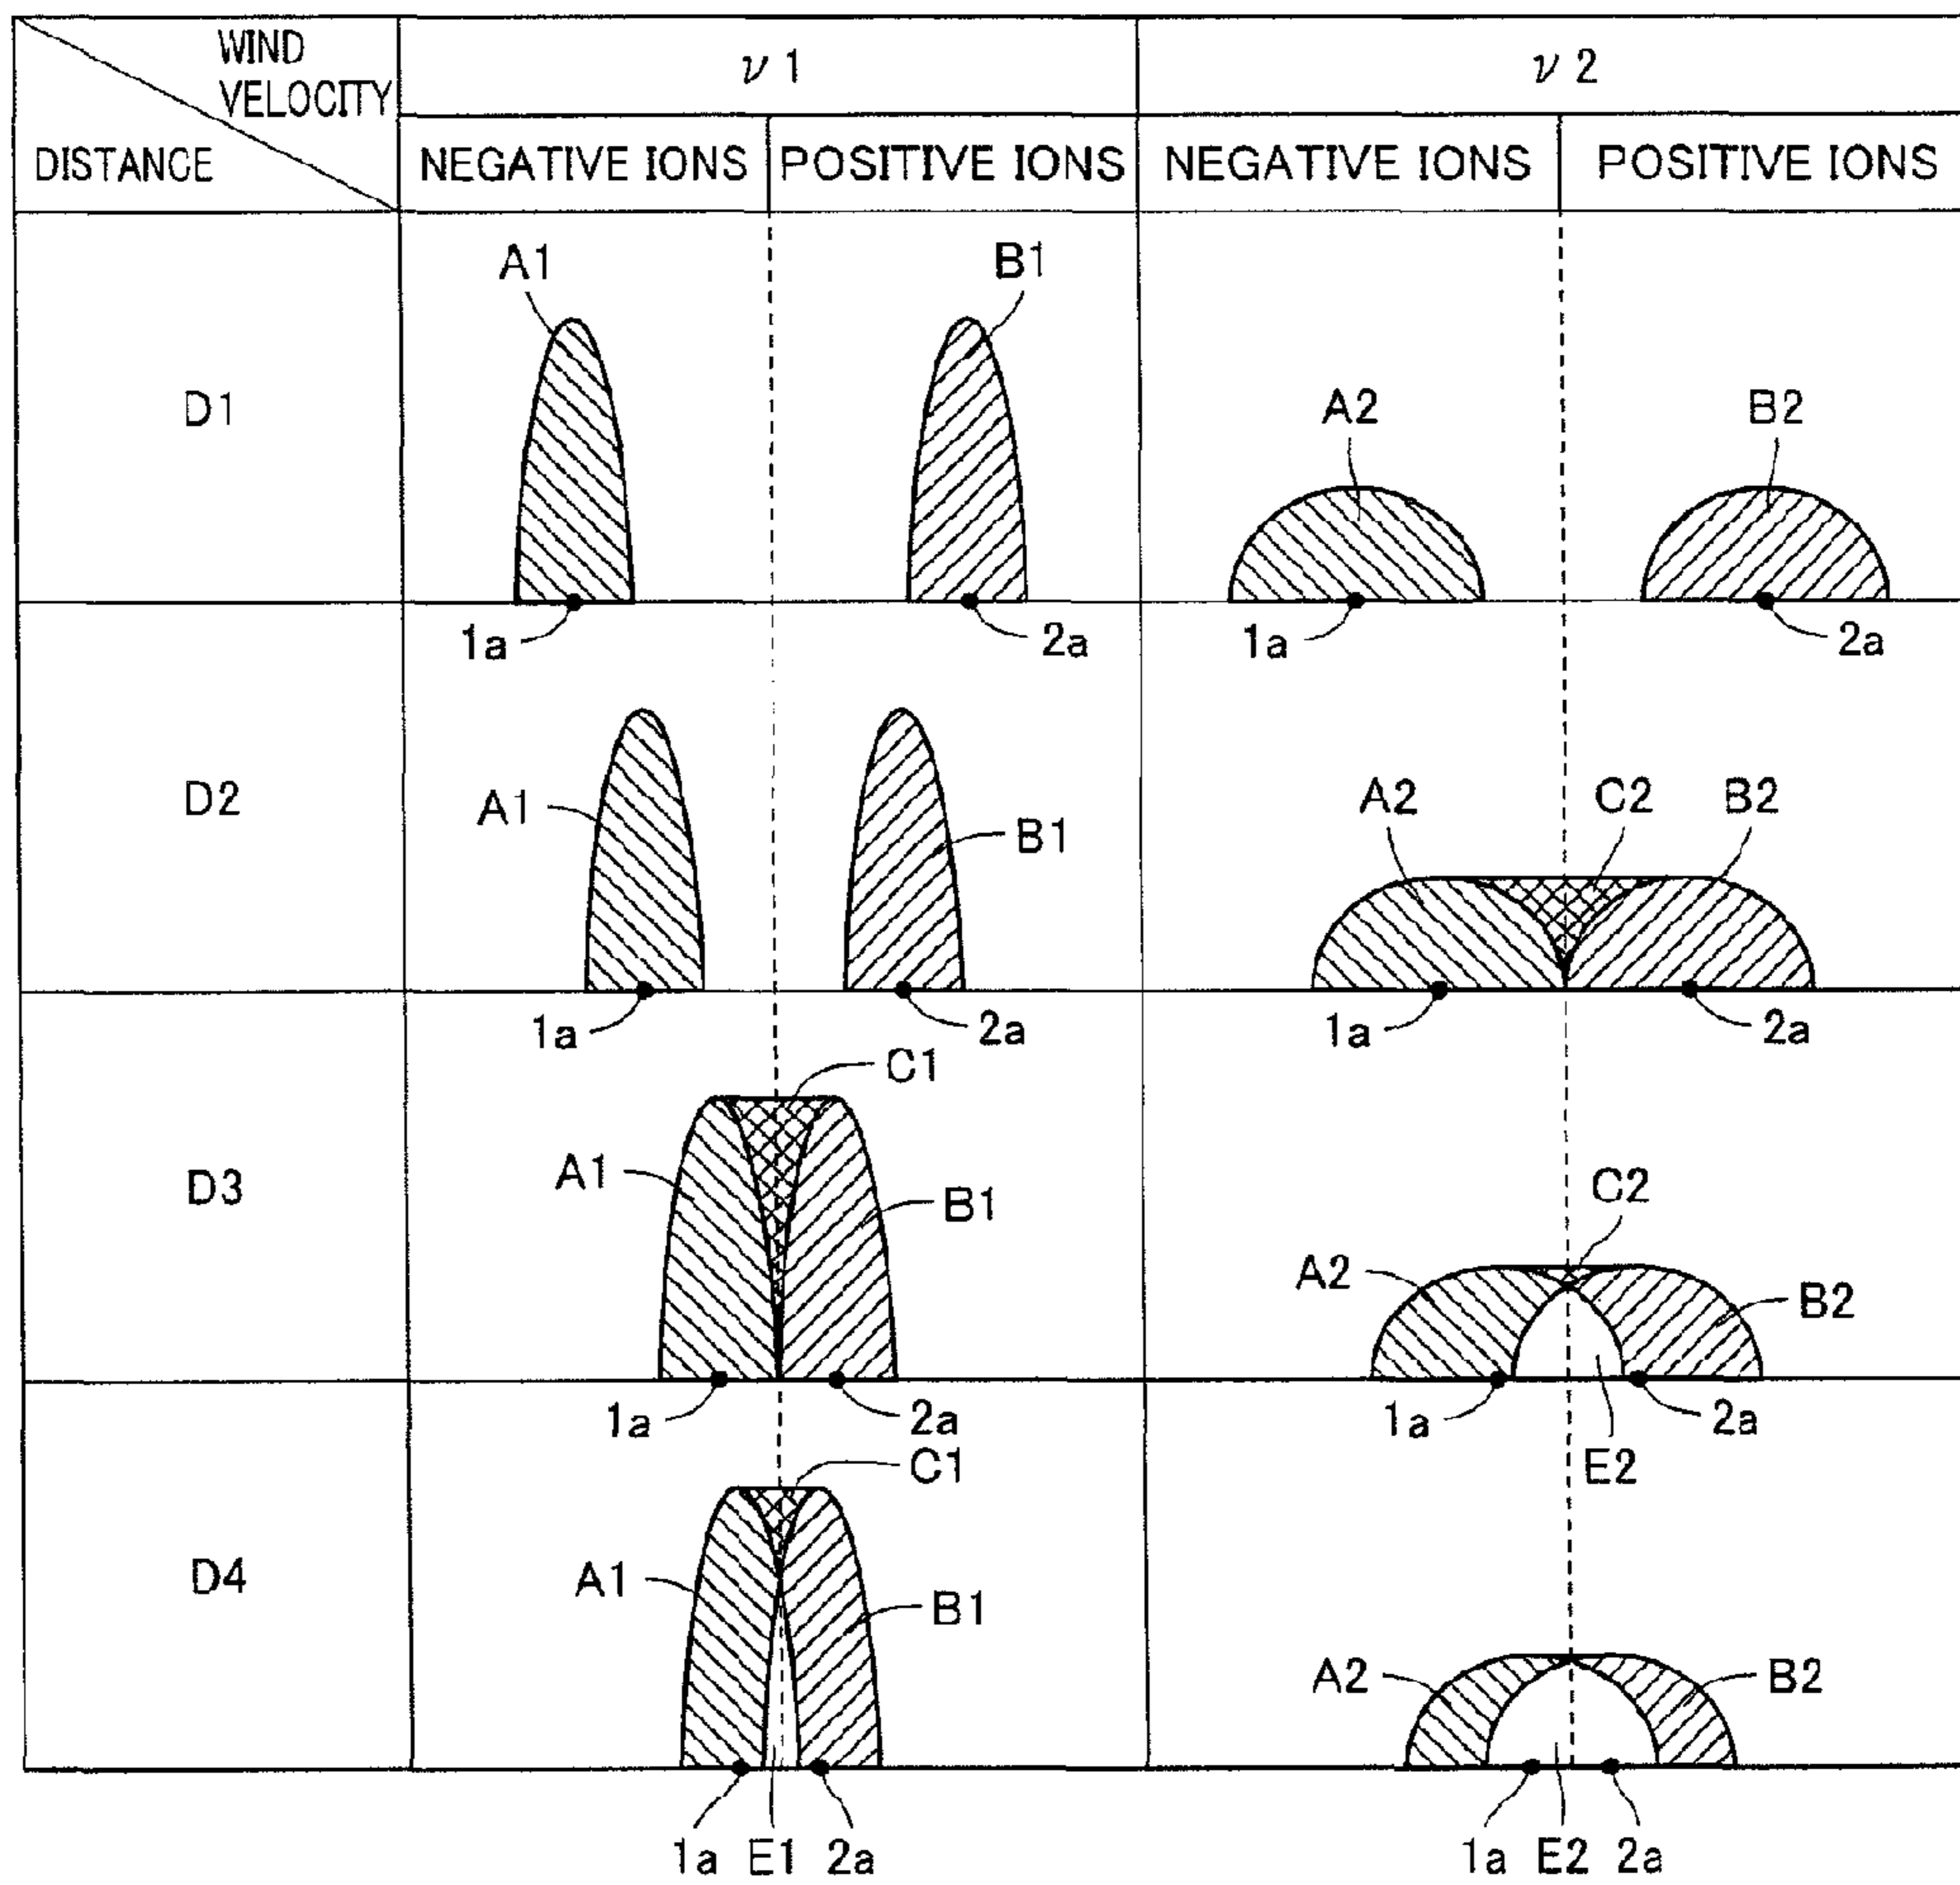 WIND
VELOCITY
DISTANCE
ν1
ν2
NEGATIVE IONS
POSITIVE IONS
NEGATIVE IONS
POSITIVE IONS
D1
A1
B1
A2
B2
1a
2a
1a
2a
D2
A1
B1
A2
C2
B2
1a
2a
1a
2a
D3
C1
A1
B1
C2
A2
B2
1a
2a
1a
2a
E2
D4
C1
A1
B1
A2
B2
1a
E1
2a
1a
E2
2a